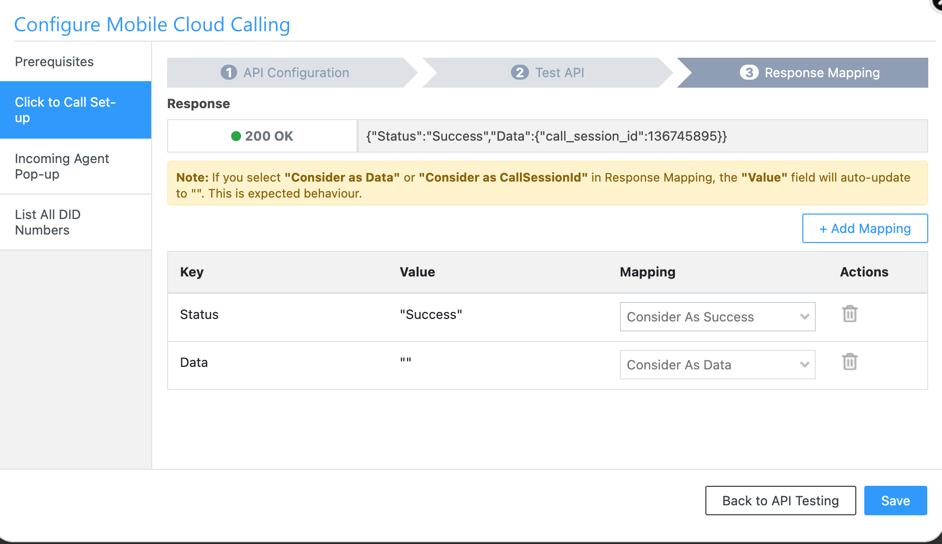 Configure Mobile Cloud Calling
Prerequisites
Click to Call Set-
up
Incoming Agent
Pop-up
List All DID
Numbers
1 API Configuration
2 Test API
3 Response Mapping
Response
200 OK
{"Status":"Success","Data":{"call_session_id":136745895}}
Note: If you select "Consider as Data" or "Consider as CallSessionId" in Response Mapping, the "Value" field will auto-update
to "". This is expected behaviour.
+ Add Mapping
Key Value Mapping Actions
Status "Success" Consider As Success
Data "" Consider As Data
Back to API Testing
Save